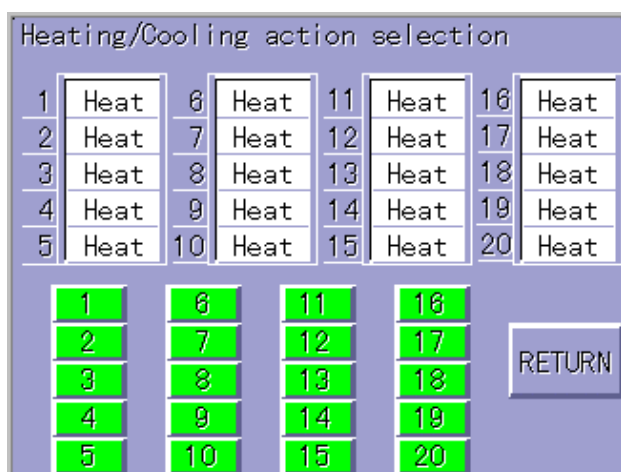 Heating/Cooling action selection
1 Heat 6 Heat 11 Heat 16 Heat
2 Heat 7 Heat 12 Heat 17 Heat
3 Heat 8 Heat 13 Heat 18 Heat
4 Heat 9 Heat 14 Heat 19 Heat
5 Heat 10 Heat 15 Heat 20 Heat
1 6 11 16
2 7 12 17
RETURN
3 8 13 18
4 9 14 19
5 10 15 20